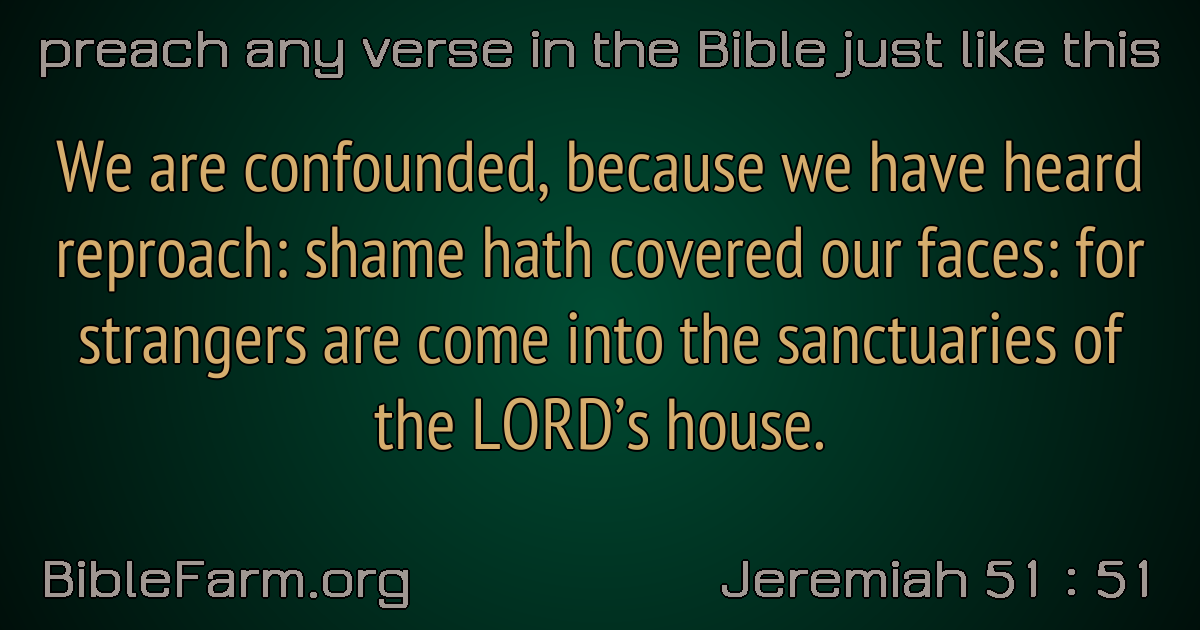 preach any verse in the Bible just like this
We are confounded, because we have heard
reproach: shame hath covered our faces: for
strangers are come into the sanctuaries of
the LORD’s house.
BibleFarm.org
Jeremiah 51 : 51